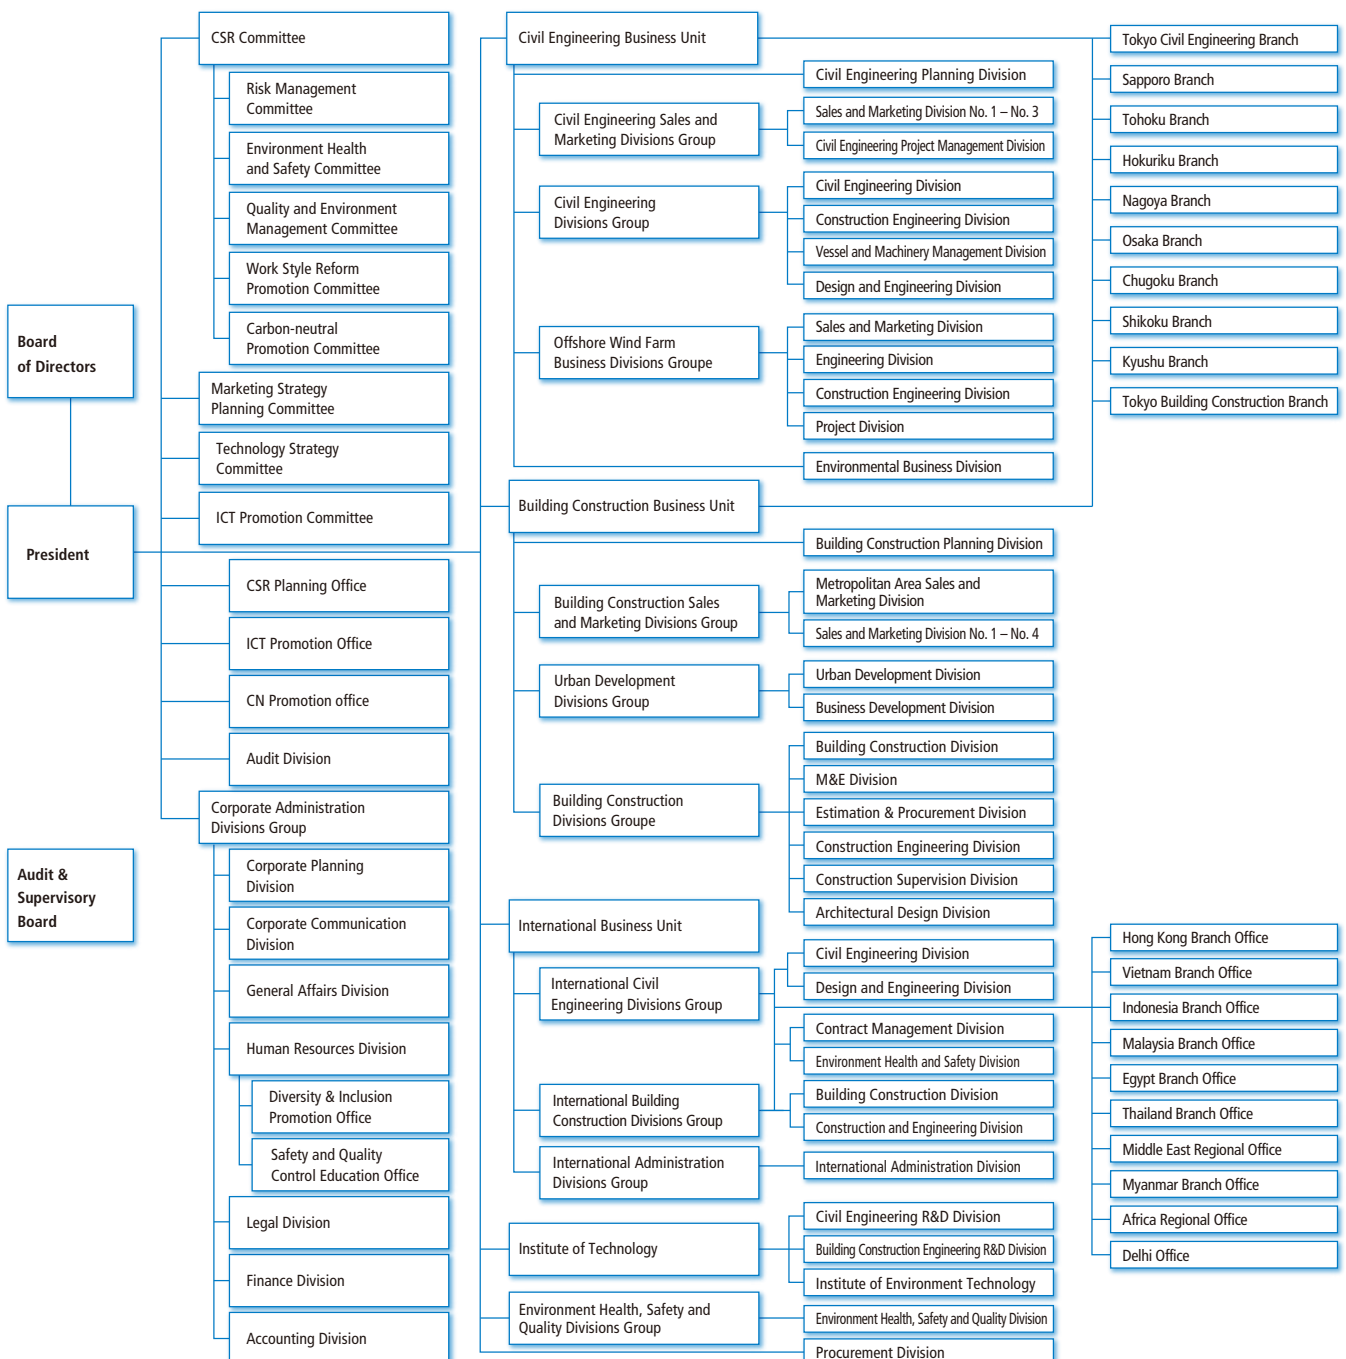 Board
of Directors
President
Audit &
Supervisory
Board
CSR Committee
Risk Management
Committee
Environment Health
and Safety Committee
Quality and Environment
Management Committee
Work Style Reform
Promotion Committee
Carbon-neutral
Promotion Committee
Marketing Strategy
Planning Committee
Technology Strategy
Committee
ICT Promotion Committee
CSR Planning Office
ICT Promotion Office
CN Promotion office
Audit Division
Corporate Administration
Divisions Group
Corporate Planning
Division
Corporate Communication
Division
General Affairs Division
Human Resources Division
Diversity & Inclusion
Promotion Office
Safety and Quality
Control Education Office
Legal Division
Finance Division
Accounting Division
Civil Engineering Business Unit
Civil Engineering Planning Division
Civil Engineering Sales and
Marketing Divisions Group
Sales and Marketing Division No. 1 – No. 3
Civil Engineering Project Management Division
Civil Engineering
Divisions Group
Civil Engineering Division
Construction Engineering Division
Vessel and Machinery Management Division
Design and Engineering Division
Offshore Wind Farm
Business Divisions Groupe
Sales and Marketing Division
Engineering Division
Construction Engineering Division
Project Division
Environmental Business Division
Building Construction Business Unit
Building Construction Planning Division
Building Construction Sales
and Marketing Divisions Group
Metropolitan Area Sales and
Marketing Division
Sales and Marketing Division No. 1 – No. 4
Urban Development
Divisions Group
Urban Development Division
Business Development Division
Building Construction
Divisions Groupe
Building Construction Division
M&E Division
Estimation & Procurement Division
Construction Engineering Division
Construction Supervision Division
Architectural Design Division
International Business Unit
International Civil
Engineering Divisions Group
Civil Engineering Division
Design and Engineering Division
Contract Management Division
Environment Health and Safety Division
International Building
Construction Divisions Group
Building Construction Division
Construction and Engineering Division
International Administration
Divisions Group
International Administration Division
Institute of Technology
Civil Engineering R&D Division
Building Construction Engineering R&D Division
Institute of Environment Technology
Environment Health, Safety and
Quality Divisions Group
Environment Health, Safety and Quality Division
Procurement Division
Tokyo Civil Engineering Branch
Sapporo Branch
Tohoku Branch
Hokuriku Branch
Nagoya Branch
Osaka Branch
Chugoku Branch
Shikoku Branch
Kyushu Branch
Tokyo Building Construction Branch
Hong Kong Branch Office
Vietnam Branch Office
Indonesia Branch Office
Malaysia Branch Office
Egypt Branch Office
Thailand Branch Office
Middle East Regional Office
Myanmar Branch Office
Africa Regional Office
Delhi Office